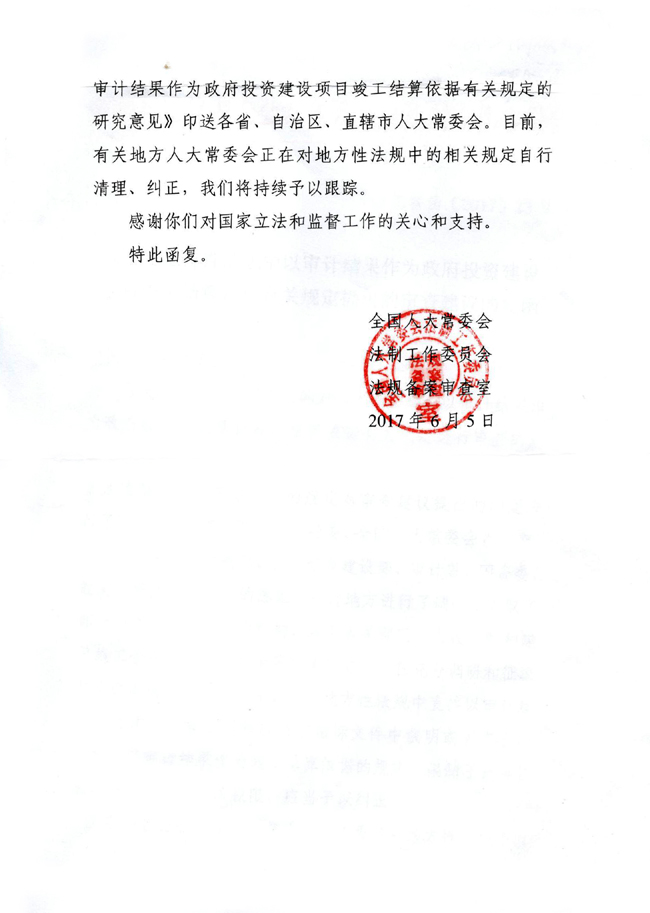 审计结果作为政府投资建设项目竣工结算依据有关规定的
研究意见》印送各省、自治区、直辖市人大常委会。目前，
有关地方人大常委会正在对地方性法规中的相关规定自行
清理、纠正，我们将持续予以跟踪。
感谢你们对国家立法和监督工作的关心和支持。
特此函复。
全国人大常委会
法制工作委员会
法规备案审查室
2017年6月5日